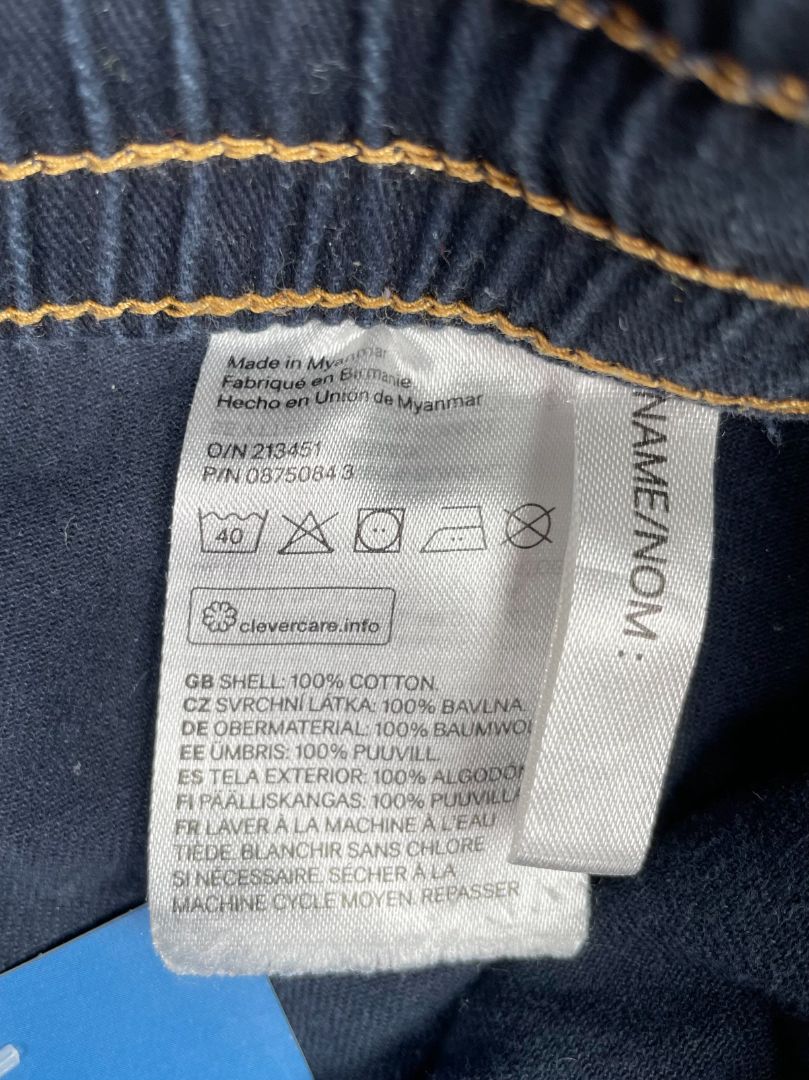 Made in Myanmar
Fabriqué en Birmanie
Hecho en Unión de Myanmar
O/N 213451
P/N 0875084 3
40
clevercare.info
GB SHELL: 100% COTTON.
CZ SVRCHNÍ LÁTKA: 100% BAVLNA.
DE OBERMATERIAL: 100% BAUMWOL
EE ÜMBRIS: 100% PUUVILL
ES TELA EXTERIOR: 100% ALGODÓN
FI PÄÄLLISKANGAS: 100% PUUVILLA
FR LAVER À LA MACHINE À L'EAU
TIÈDE. BLANCHIR SANS CHLORE
SI NÉCESSAIRE. SÉCHER À LA
MACHINE CYCLE MOYEN. REPASSER
NAME/NOM :